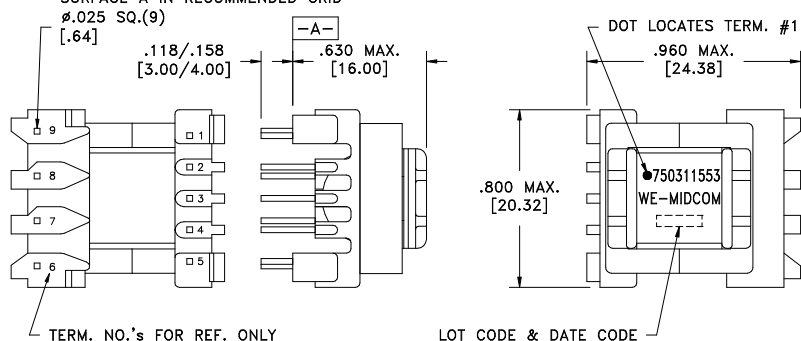 SURFACE A IN RECOMMENDED GRID
ø.025 SQ.(9)
[.64]
.118/.158
[3.00/4.00]
-A-
.630 MAX.
[16.00]
DOT LOCATES TERM. #1
.960 MAX.
[24.38]
9
8
7
6
1
2
3
4
5
.800 MAX.
[20.32]
750311553
WE-MIDCOM
TERM. NO.'s FOR REF. ONLY
LOT CODE & DATE CODE